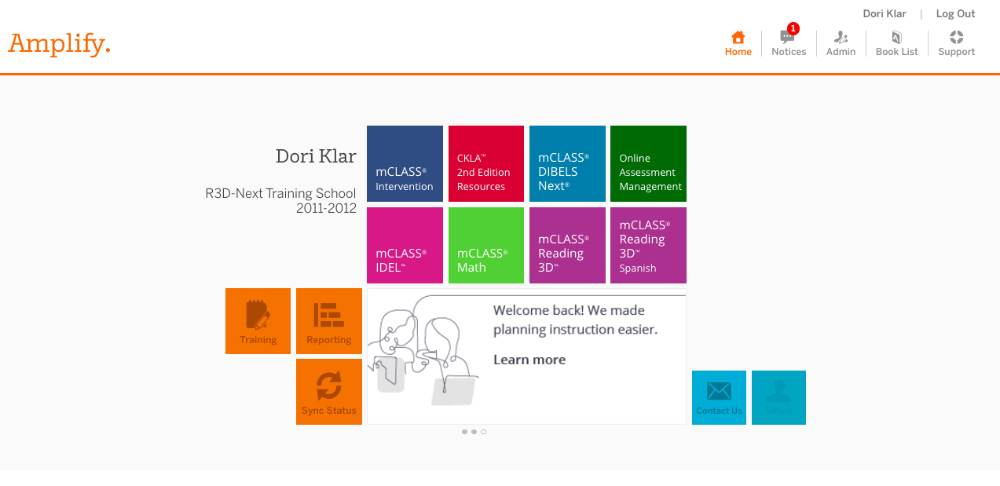 Dori Klar | Log Out
Amplify.
1
Home
Notices
Admin
Book List
Support
Dori Klar
R3D-Next Training School
2011-2012
mCLASS®
Intervention
CKLA™
2nd Edition
Resources
mCLASS®
DIBELS
Next®
Online
Assessment
Management
mCLASS®
IDEL™
mCLASS®
Math
mCLASS®
Reading
3D™
mCLASS®
Reading
3D™
Spanish
Training
Reporting
Sync Status
Welcome back! We made
planning instruction easier.
Learn more
Contact Us
Offline